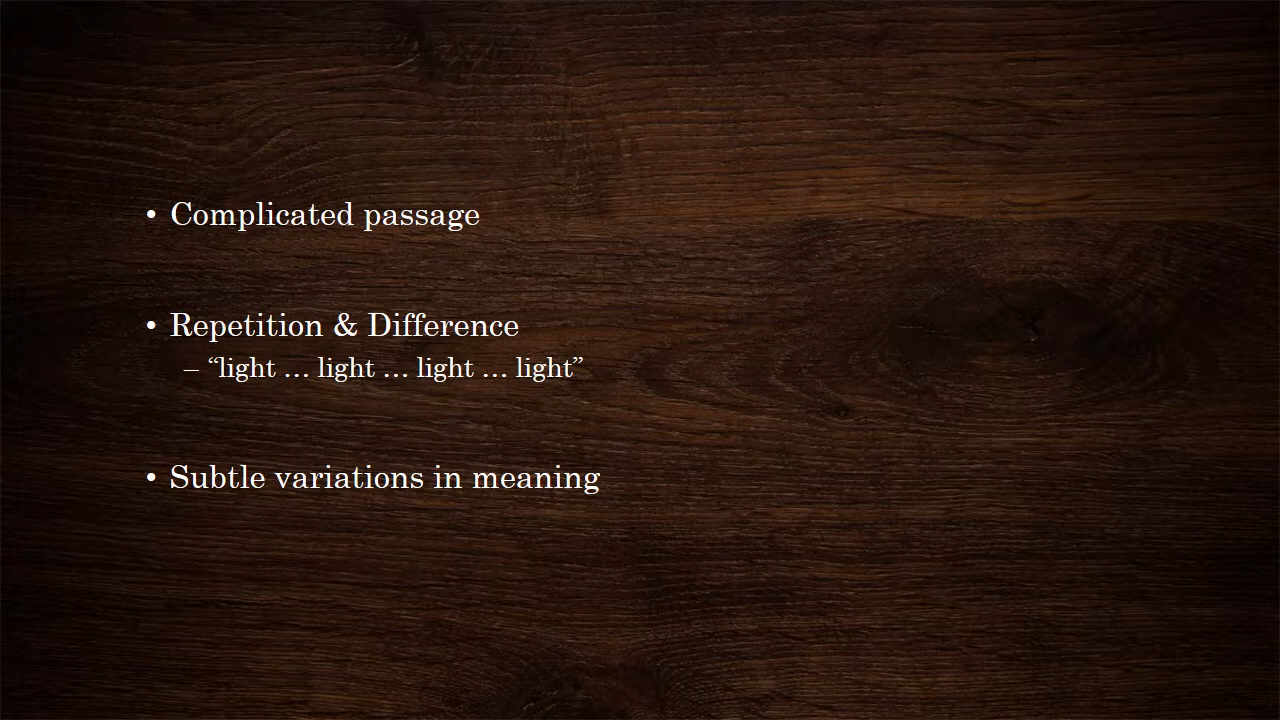 • Complicated passage
• Repetition & Difference
– “light … light … light … light”
• Subtle variations in meaning